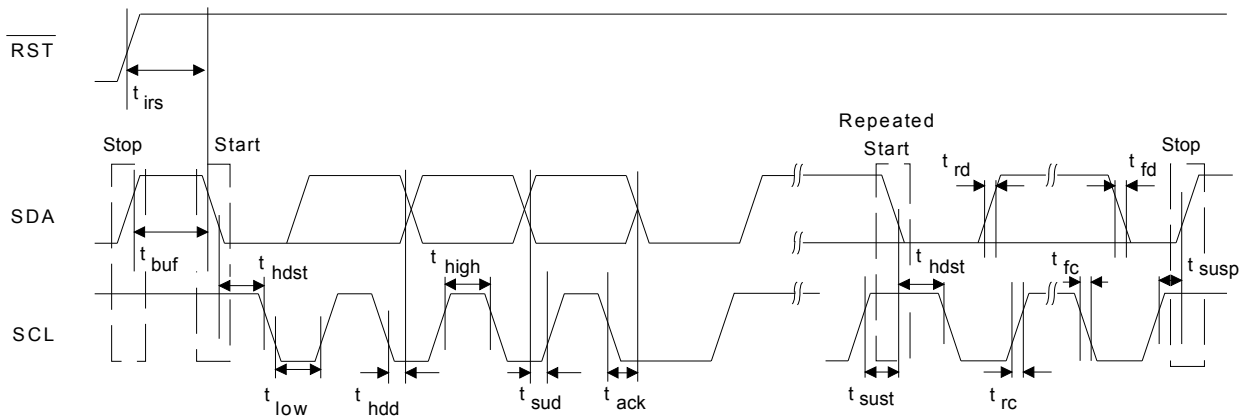 RST
t irs
Stop Start
Repeated Start
Stop
t rd
t fd
SDA
t buf
t hdst
t high
t hdst
t fc
t susp
SCL
t low
t hdd
t sud
t ack
t sust
t rc